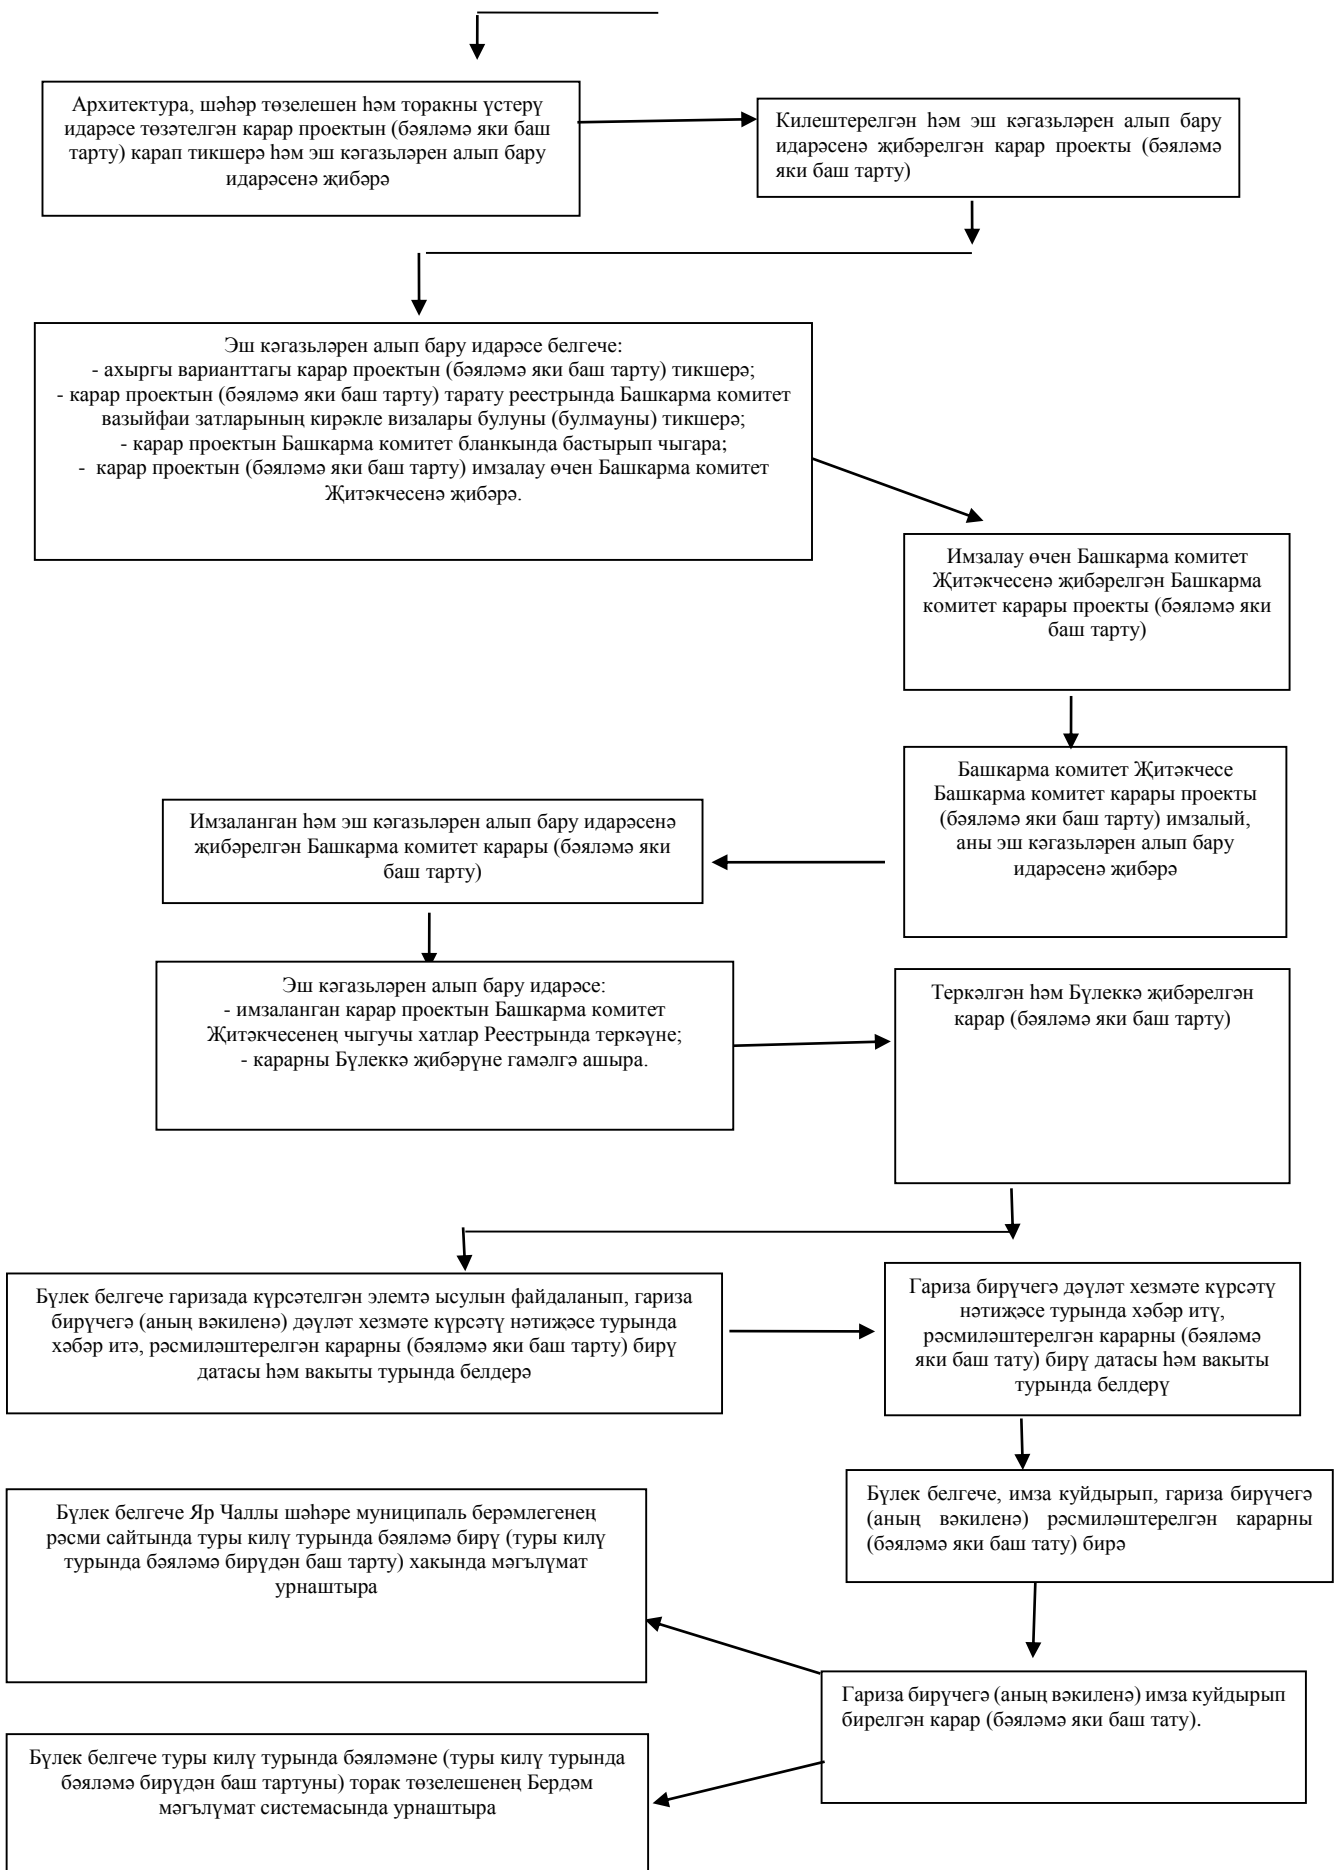 Архитектура, шәһәр төзелешен һәм торакны үстерү
идарәсе төзәтелгән карар проектын (бәяләмә яки баш
тарту) карап тикшерә һәм эш кәгазьләрен алып бару
идарәсенә җибәрә
Килештерелгән һәм эш кәгазьләрен алып бару
идарәсенә җибәрелгән карар проекты (бәяләмә
яки баш тарту)
Эш кәгазьләрен алып бару идарәсе белгече:
- ахыргы варианттагы карар проектын (бәяләмә яки баш тарту) тикшерә;
- карар проектын (бәяләмә яки баш тарту) тарату реестрында Башкарма комитет
вазыйфаи затларының кирәкле визалары булуны (булмауны) тикшерә;
- карар проектын Башкарма комитет бланкында бастырып чыгара;
- карар проектын (бәяләмә яки баш тарту) имзалау өчен Башкарма комитет
Җитәкчесенә җибәрә.
Имзалау өчен Башкарма комитет
Җитәкчесенә җибәрелгән Башкарма
комитет карары проекты (бәяләмә яки
баш тарту)
Башкарма комитет Җитәкчесе
Башкарма комитет карары проекты
(бәяләмә яки баш тарту) имзалый,
аны эш кәгазьләрен алып бару
идарәсенә җибәрә
Имзаланган һәм эш кәгазьләрен алып бару идарәсенә
җибәрелгән Башкарма комитет карары (бәяләмә яки
баш тарту)
Эш кәгазьләрен алып бару идарәсе:
- имзаланган карар проектын Башкарма комитет
Җитәкчесенең чыгучы хатлар Реестрында теркәүне;
- карарны Бүлеккә җибәрүне гамәлгә ашыра.
Теркәлгән һәм Бүлеккә җибәрелгән
карар (бәяләмә яки баш тарту)
Бүлек белгече гаризада күрсәтелгән элемтә ысулын файдаланып, гариза
бирүчегә (аның вәкиленә) дәүләт хезмәте күрсәтү нәтиҗәсе турында
хәбәр итә, рәсмиләштерелгән карарны (бәяләмә яки баш тарту) бирү
датасы һәм вакыты турында белдерә
Гариза бирүчегә дәүләт хезмәте күрсәтү
нәтиҗәсе турында хәбәр итү,
рәсмиләштерелгән карарны (бәяләмә
яки баш тату) бирү датасы һәм вакыты
турында белдерү
Бүлек белгече, имза куйдырып, гариза бирүчегә
(аның вәкиленә) рәсмиләштерелгән карарны
(бәяләмә яки баш тату) бирә
Бүлек белгече Яр Чаллы шәһәре муниципаль берәмлегенең
рәсми сайтында туры килү турында бәяләмә бирү (туры килү
турында бәяләмә бирүдән баш тарту) хакында мәгълүмат
урнаштыра
Гариза бирүчегә (аның вәкиленә) имза куйдырып
бирелгән карар (бәяләмә яки баш тату).
Бүлек белгече туры килү турында бәяләмәне (туры килү турында
бәяләмә бирүдән баш тартуны) торак төзелешенең Бердәм
мәгълүмат системасында урнаштыра